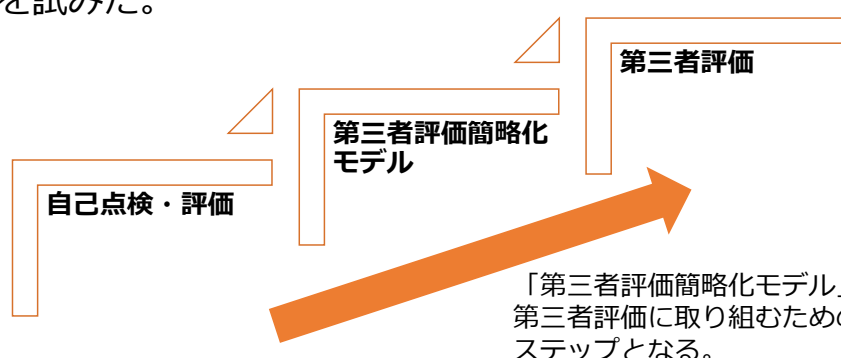 を試みた。
第三者評価
第三者評価簡略化
モデル
自己点検・評価
「第三者評価簡略化モデル」
第三者評価に取り組むための
ステップとなる。